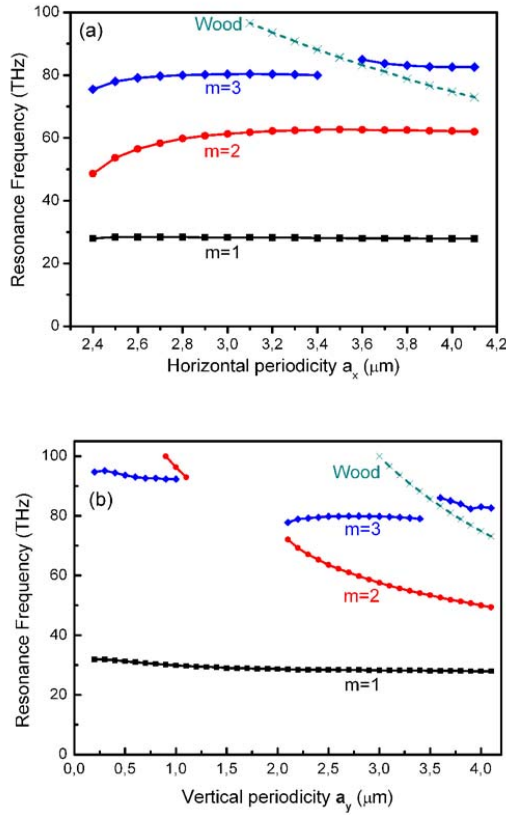 (a)
Wood
m=3
m=2
m=1
Resonance Frequency (THz)
100
80
60
40
20
0
2,4 2,6 2,8 3,0 3,2 3,4 3,6 3,8 4,0 4,2
Horizontal periodicity aₓ (μm)
(b)
Wood
m=3
m=2
m=1
Resonance Frequency (THz)
100
80
60
40
20
0
0,0 0,5 1,0 1,5 2,0 2,5 3,0 3,5 4,0
Vertical periodicity a_y (μm)